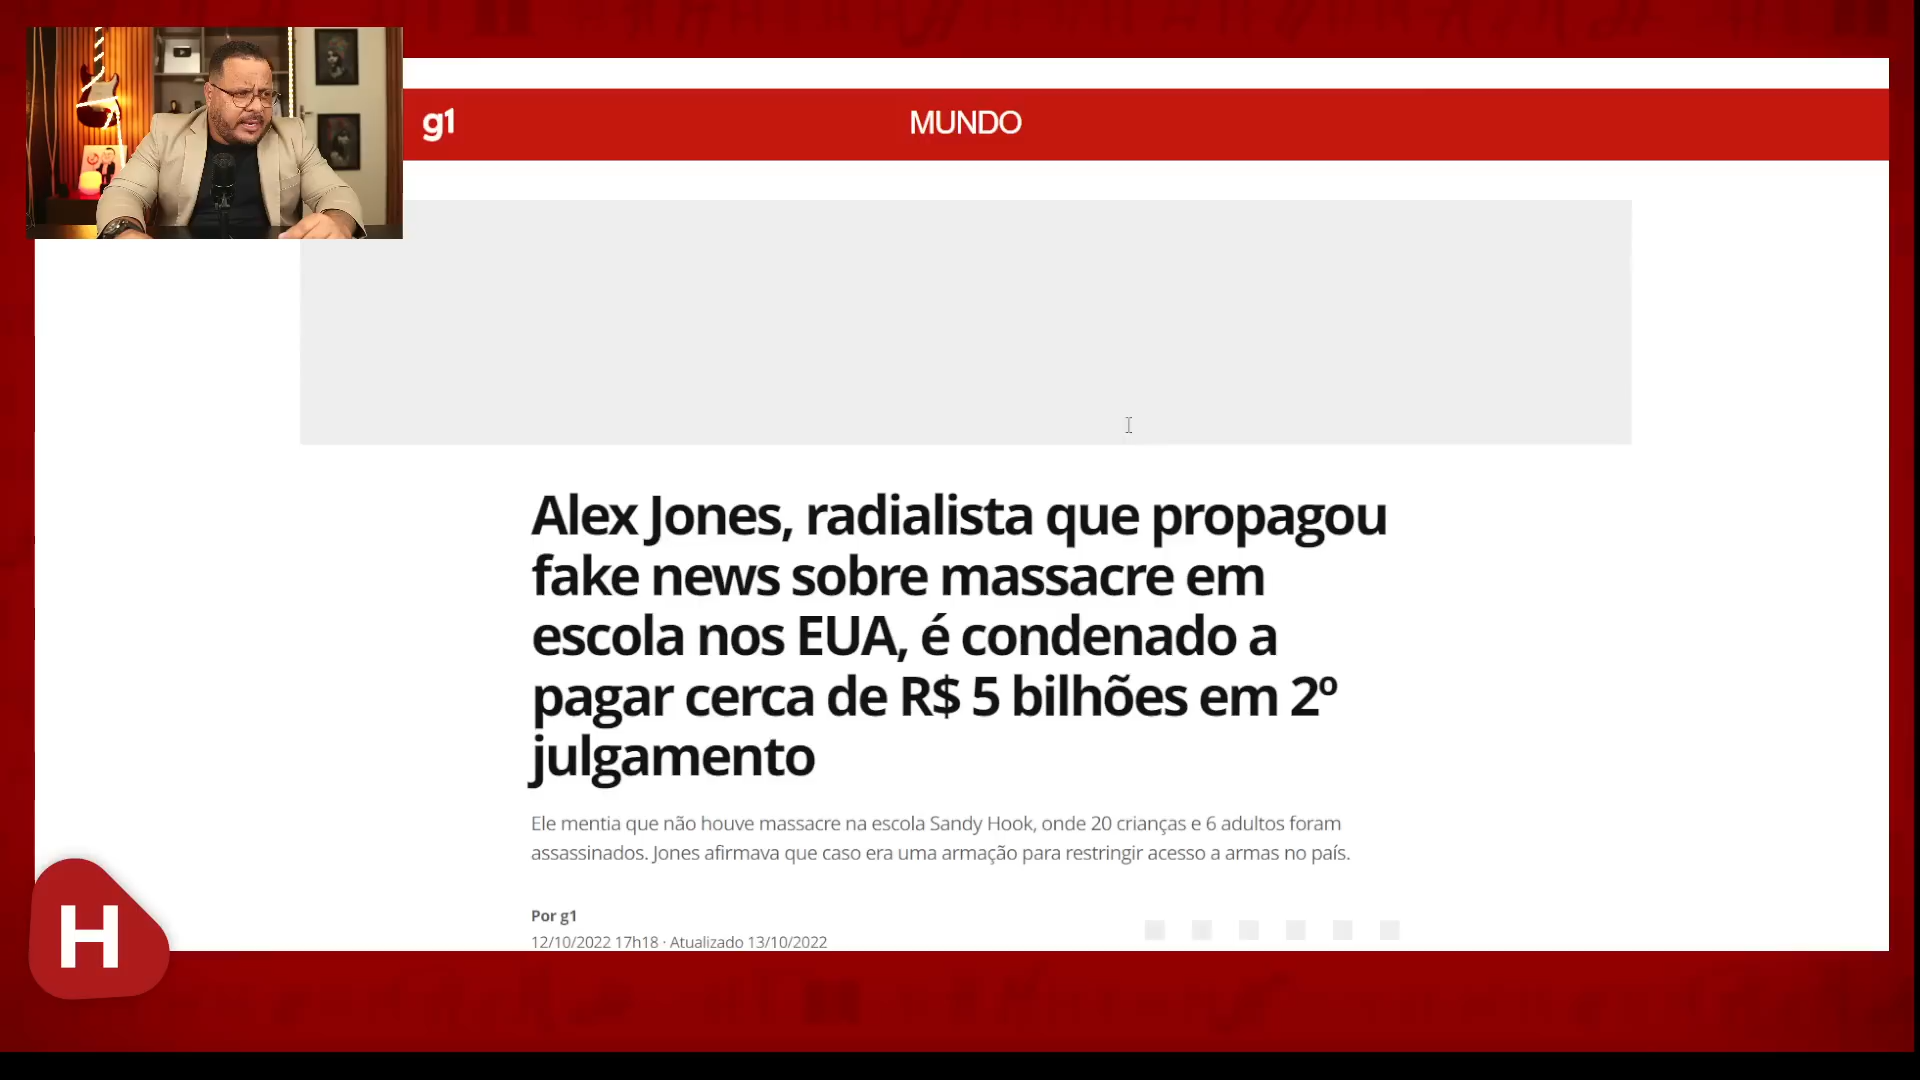 g1
MUNDO
Alex Jones, radialista que propagou
fake news sobre massacre em
escola nos EUA, é condenado a
pagar cerca de R$ 5 bilhões em 2º
julgamento
Ele mentia que não houve massacre na escola Sandy Hook, onde 20 crianças e 6 adultos foram
assassinados. Jones afirmava que caso era uma armação para restringir acesso a armas no país.
Por g1
12/10/2022 17h18 · Atualizado 13/10/2022
H